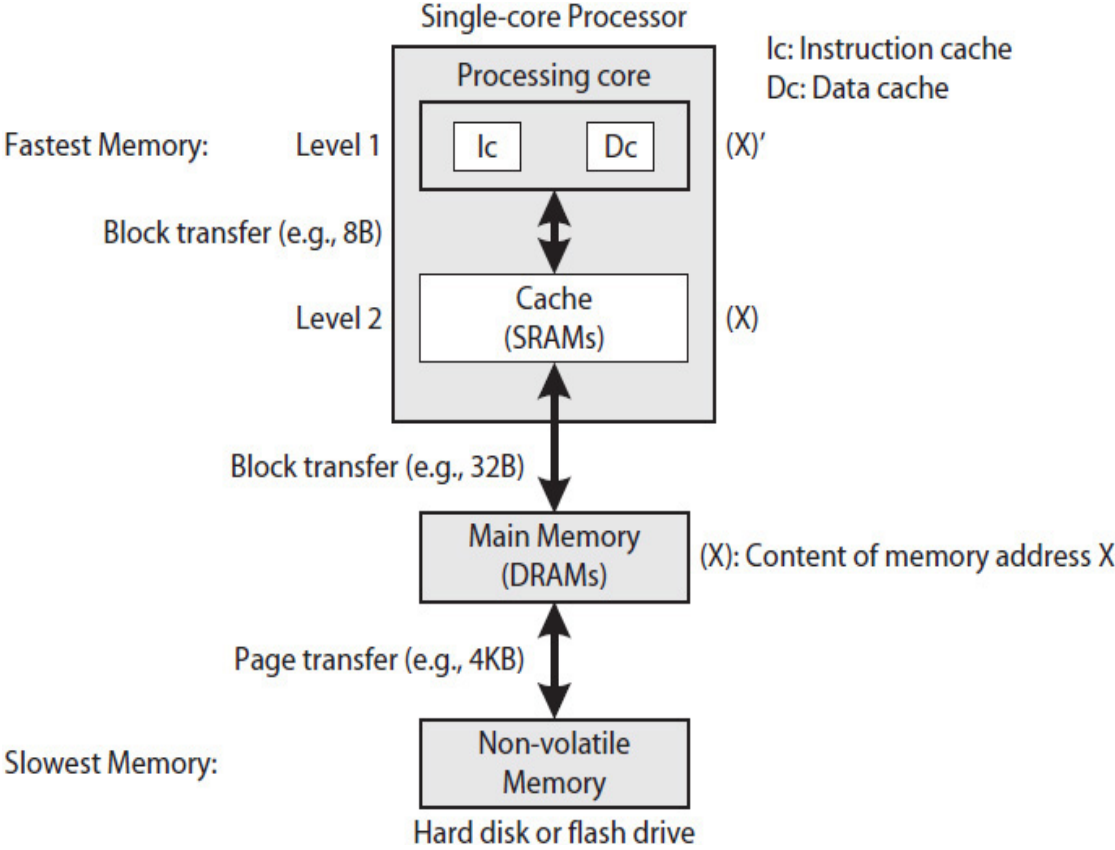 Single-core Processor
Ic: Instruction cache
Dc: Data cache
Processing core
Fastest Memory:
Level 1
Ic
Dc
(X)’
Block transfer (e.g., 8B)
Level 2
Cache
(SRAMs)
(X)
Block transfer (e.g., 32B)
Main Memory
(DRAMs)
(X): Content of memory address X
Page transfer (e.g., 4KB)
Slowest Memory:
Non-volatile
Memory
Hard disk or flash drive